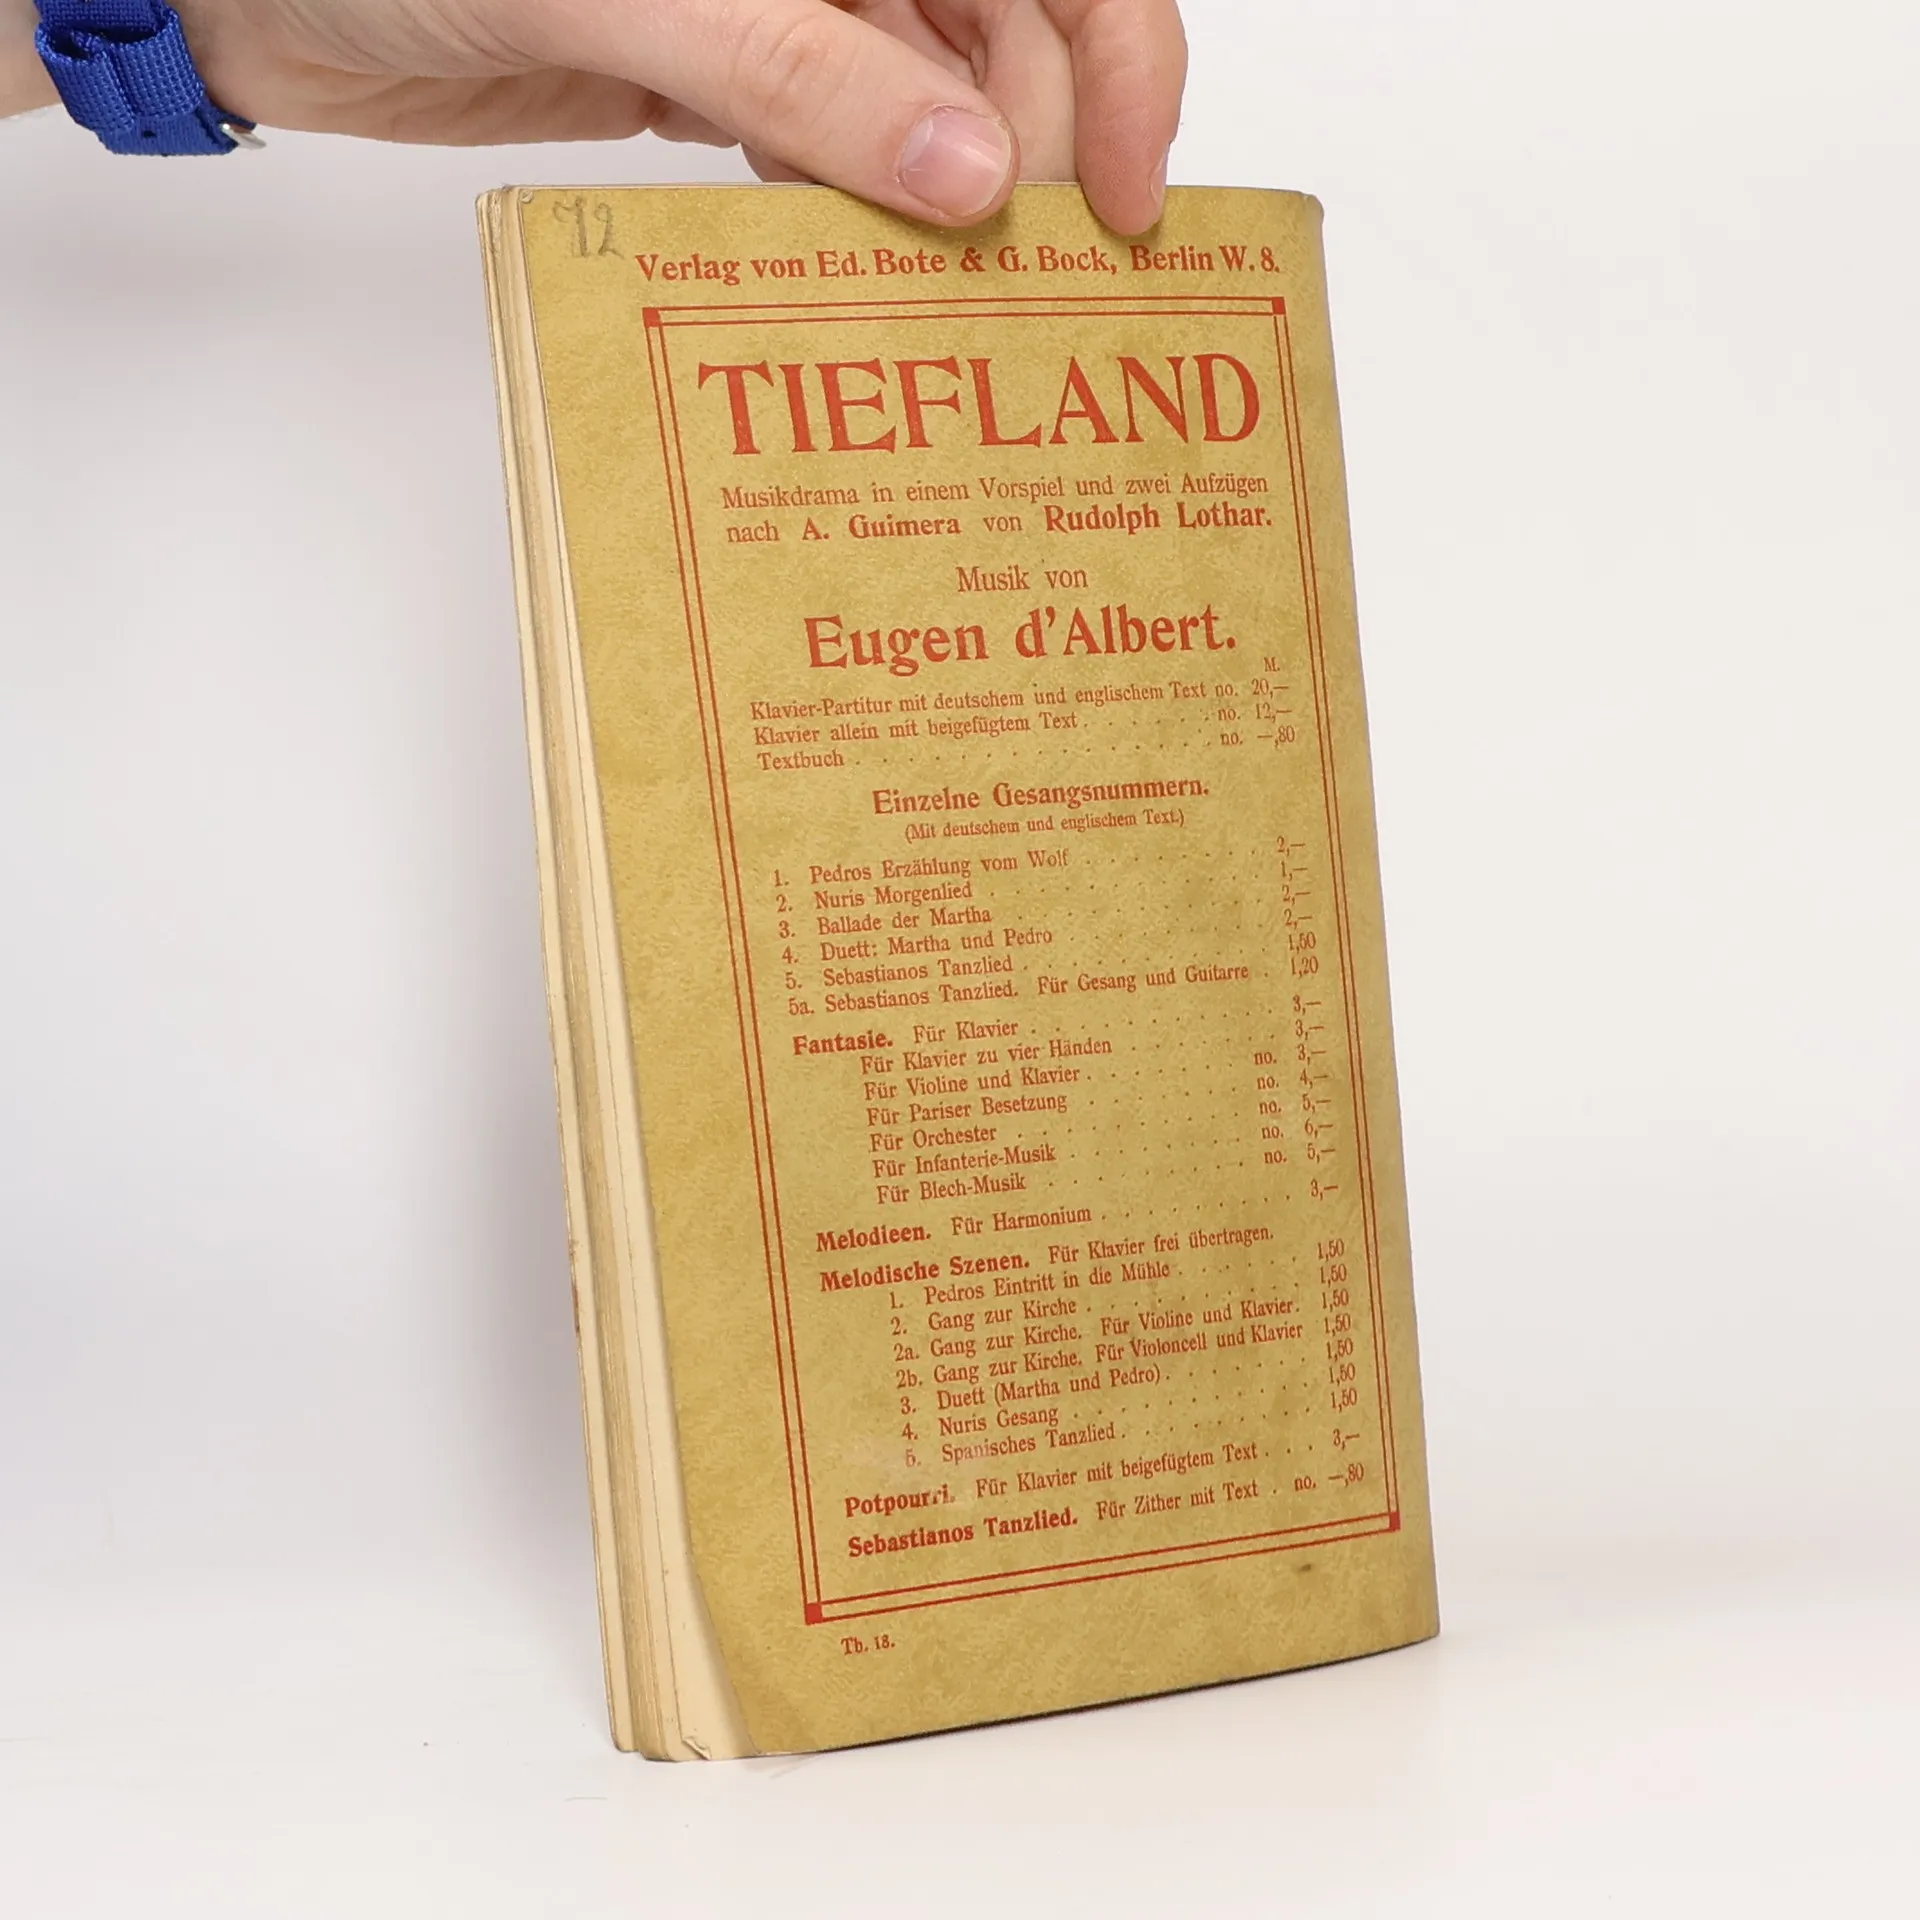 72
Verlag von Ed. Bote & G. Bock, Berlin W. 8.
TIEFLAND
Musikdrama in einem Vorspiel und zwei Aufzügen
nach A. Guimera von Rudolph Lothar.
Musik von
Eugen d'Albert.
M.
Klavier-Partitur mit deutschem und englischem Text no. 20,—
Klavier allein mit beigefügtem Text . . . . . . no. 12,—
Textbuch . . . . . . . . . . . . . no. —,80
Einzelne Gesangsnummern.
(Mit deutschem und englischem Text.)
1. Pedros Erzählung vom Wolf . . . . . . . . 2,—
2. Nuris Morgenlied . . . . . . . . . . . 1,—
3. Ballade der Martha . . . . . . . . . . 2,—
4. Duett: Martha und Pedro . . . . . . . . 2,—
5. Sebastianos Tanzlied . . . . . . . . . . 1,50
5a. Sebastianos Tanzlied. Für Gesang und Guitarre . 1,20
Fantasie. Für Klavier . . . . . . . . . . . 3,—
Für Klavier zu vier Händen . . . . . . 3,—
Für Violine und Klavier . . . . . . no. 3,—
Für Pariser Besetzung . . . . . . no. 4,—
Für Orchester . . . . . . . . . no. 5,—
Für Infanterie-Musik . . . . . . . no. 6,—
Für Blech-Musik . . . . . . . . no. 5,—
Melodieen. Für Harmonium . . . . . . . . 3,—
Melodische Szenen. Für Klavier frei übertragen.
1. Pedros Eintritt in die Mühle . . . . . . 1,50
2. Gang zur Kirche . . . . . . . . . . 1,50
2a. Gang zur Kirche. Für Violine und Klavier. 1,50
2b. Gang zur Kirche. Für Violoncell und Klavier 1,50
3. Duett (Martha und Pedro) . . . . . . . 1,50
4. Nuris Gesang . . . . . . . . . . 1,50
5. Spanisches Tanzlied . . . . . . . . 1,50
Potpourri. Für Klavier mit beigefügtem Text . . . 3,—
Sebastianos Tanzlied. Für Zither mit Text . no. —,80
Tb. 18.